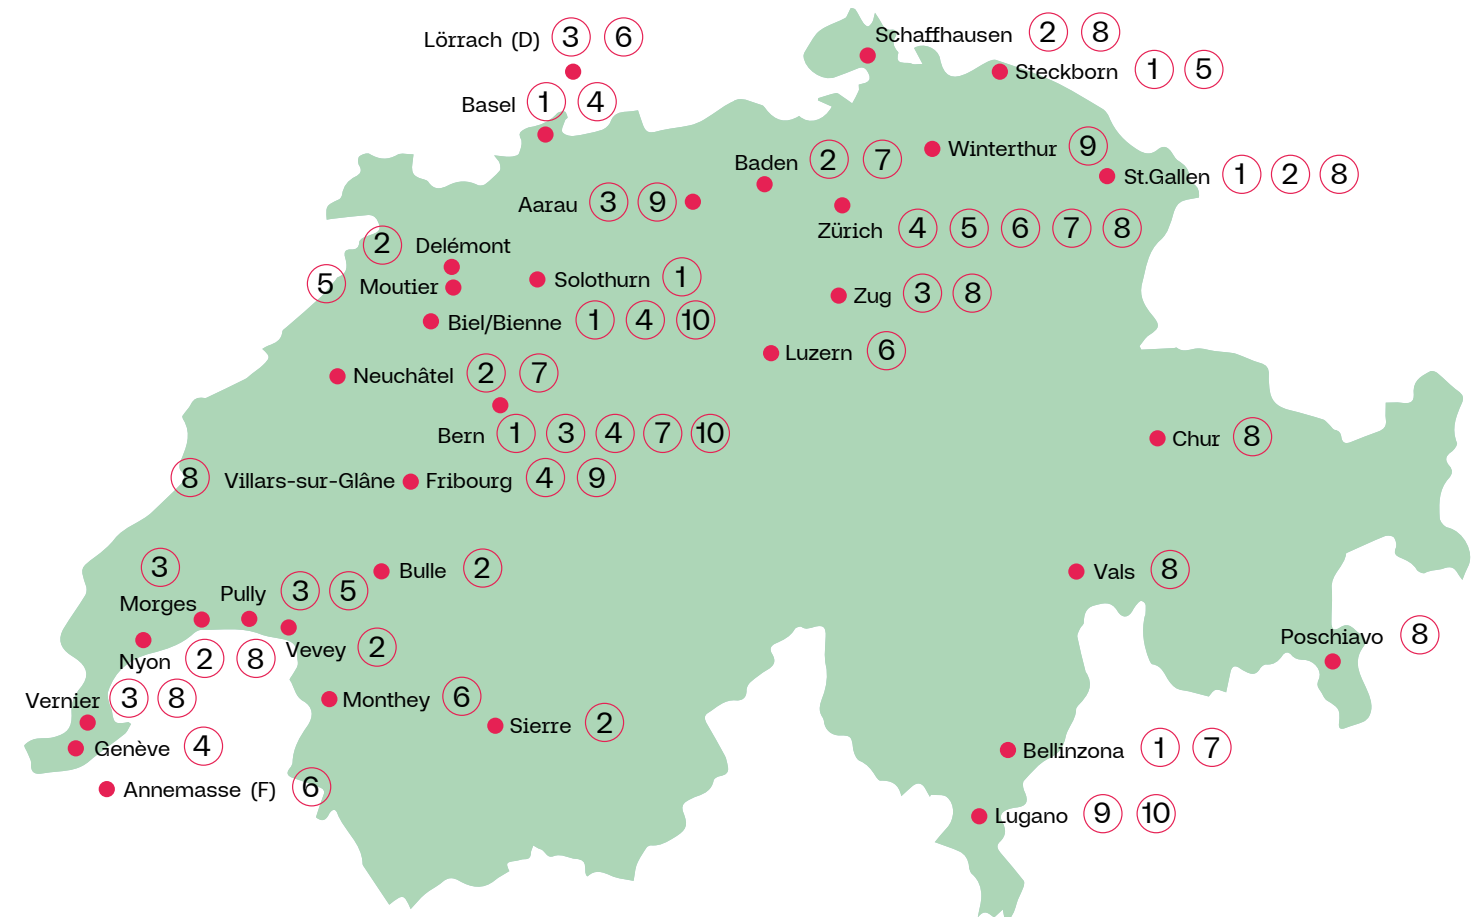 Schaffhausen 2 8
Lörrach (D) 3 6
Steckborn 1 5
Basel 1 4
Winterthur 9
Baden 2 7
St.Gallen 1 2 8
Aarau 3 9
Zürich 4 5 6 7 8
2 Delémont
Solothurn 1
5 Moutier
Zug 3 8
Biel/Bienne 1 4 10
Luzern 6
Neuchâtel 2 7
Bern 1 3 4 7 10
Chur 8
8 Villars-sur-Glâne
Fribourg 4 9
3
Morges
Bulle 2
Vals 8
Pully 3 5
Poschiavo 8
Vevey 2
Nyon 2 8
Vernier 3 8
Monthey 6
Sierre 2
Genève 4
Bellinzona 1 7
Annemasse (F) 6
Lugano 9 10